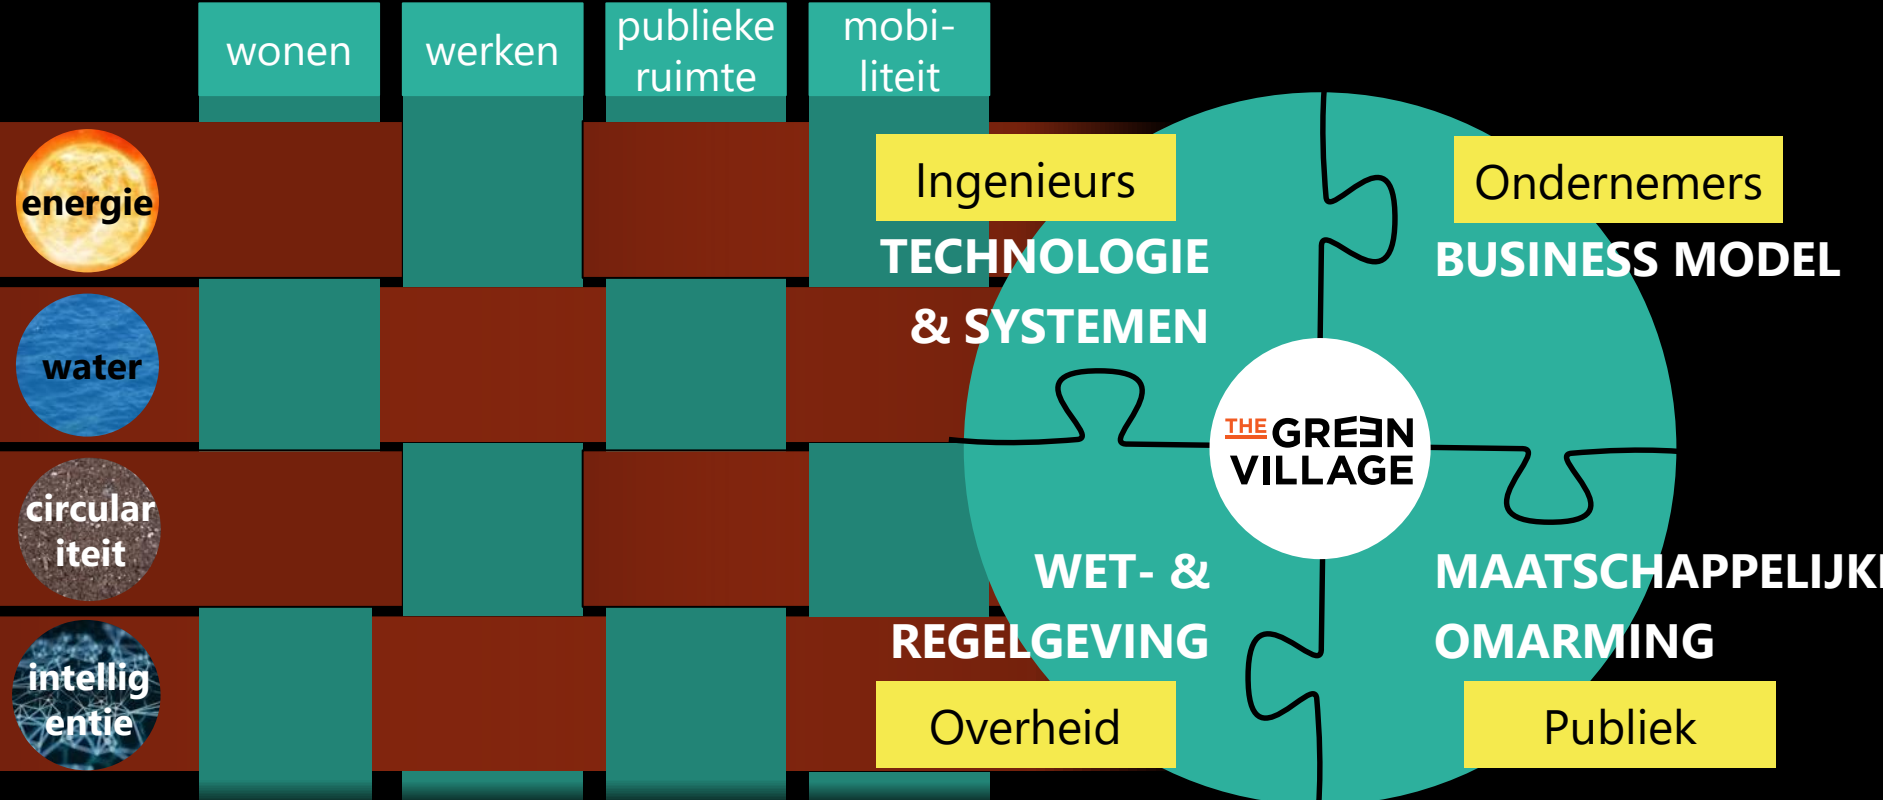 wonen
werken
publieke
ruimte
mobi-
liteit
energie
water
circular
iteit
intellig
entie
Ingenieurs
TECHNOLOGIE
& SYSTEMEN
Ondernemers
BUSINESS MODEL
THE GREEN
VILLAGE
WET- &
REGELGEVING
Overheid
MAATSCHAPPELIJKE
OMARMING
Publiek